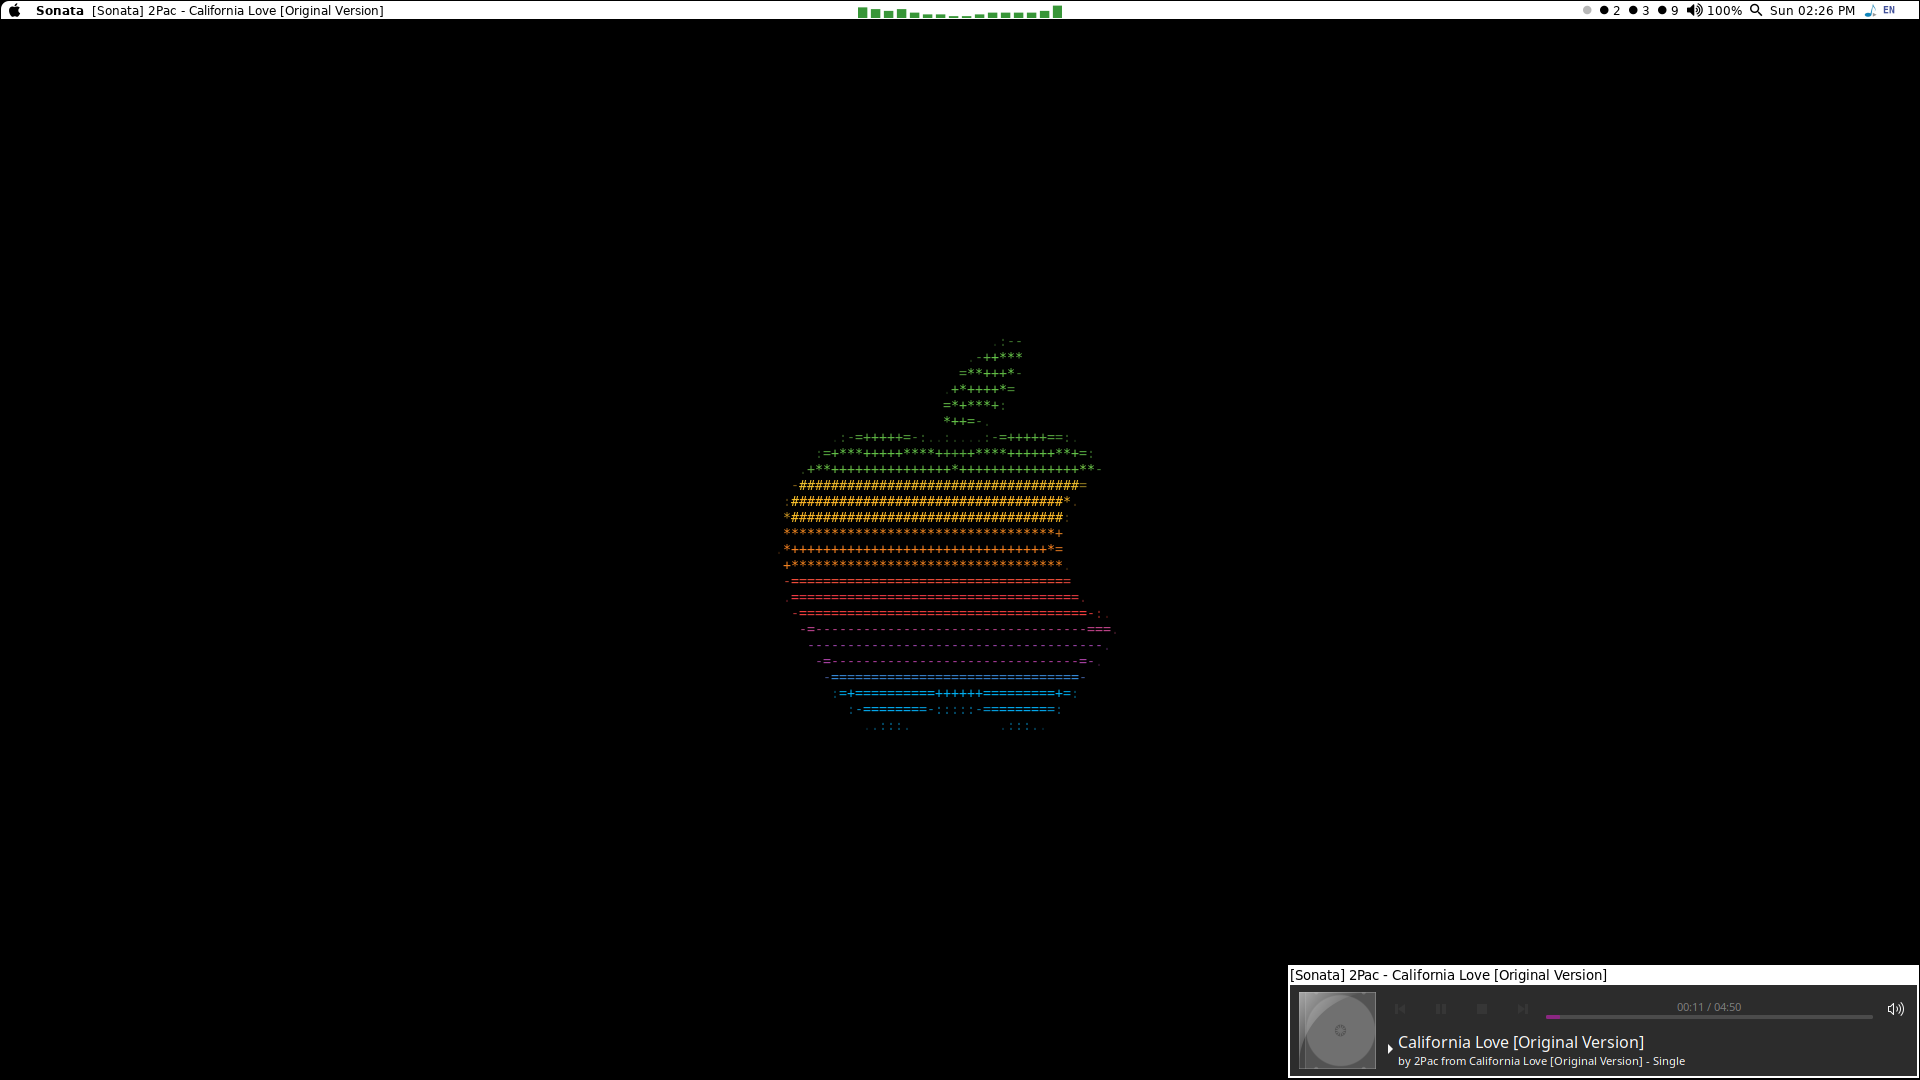 Sonata [Sonata] 2Pac - California Love [Original Version]
2 3 9 100% Sun 02:26 PM EN
[Sonata] 2Pac - California Love [Original Version]
00:11 / 04:50
California Love [Original Version]
by 2Pac from California Love [Original Version] - Single